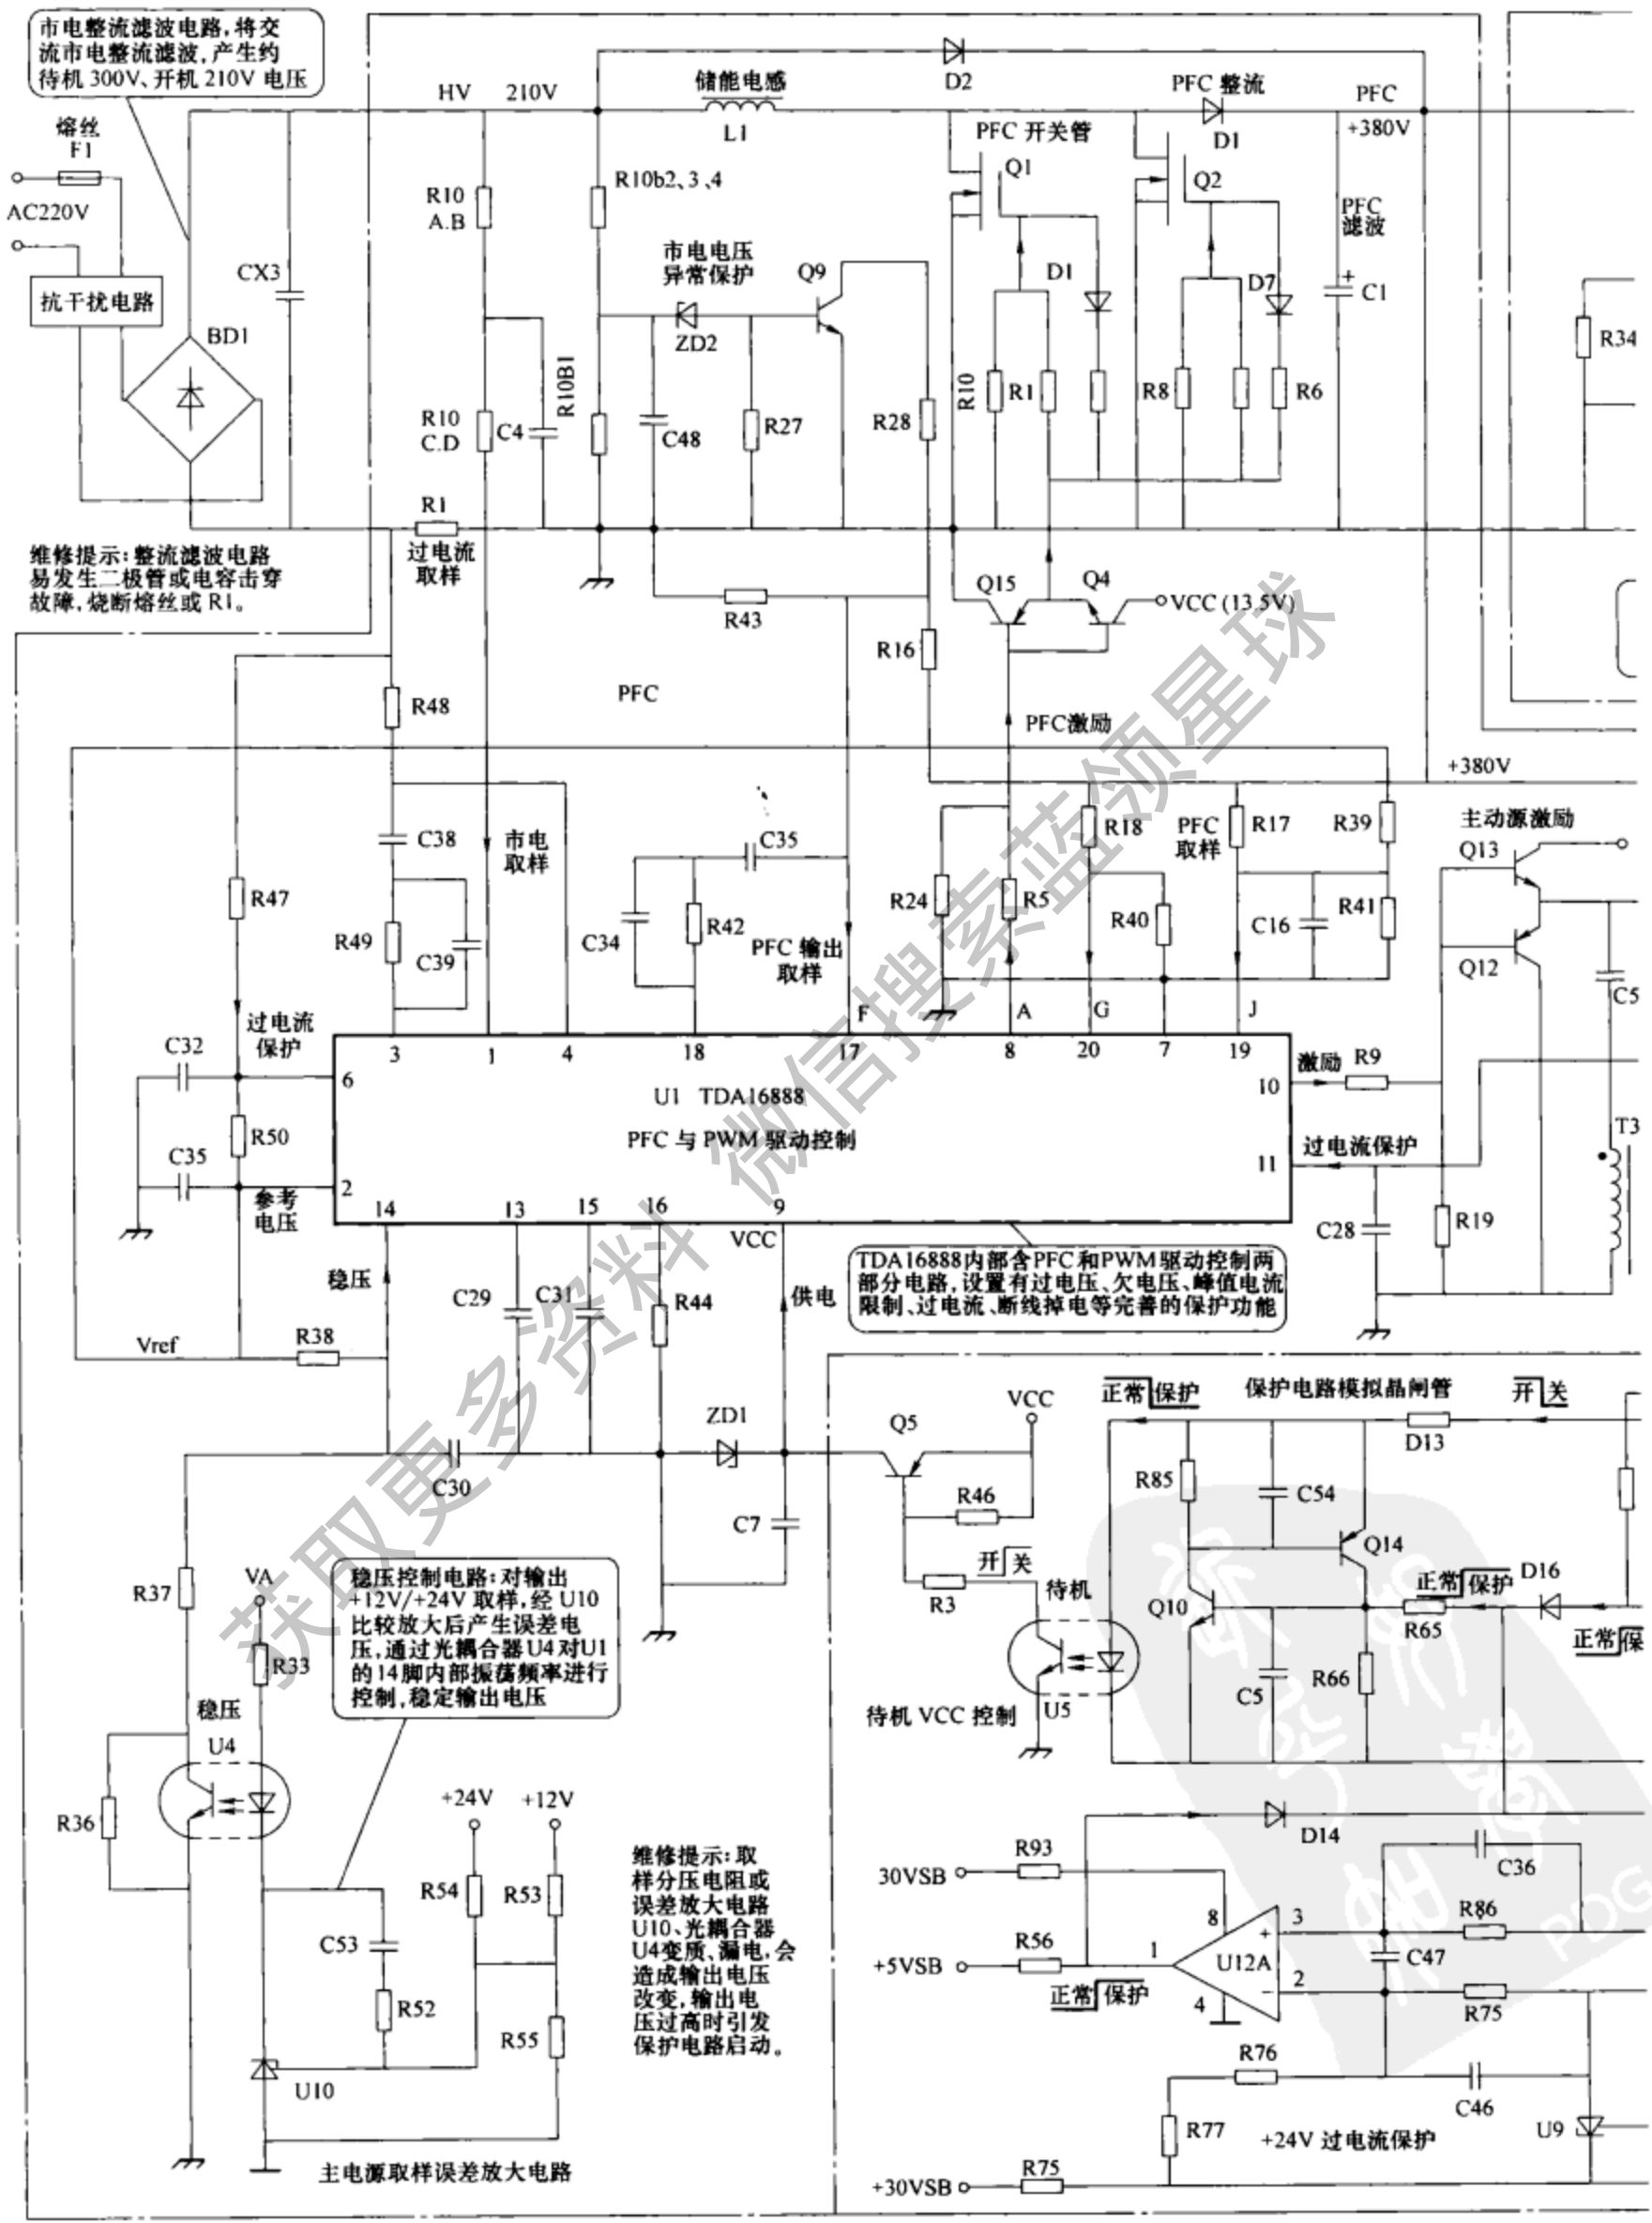 市电整流滤波电路，将交
流市电整流滤波，产生约
待机 300V、开机 210V 电压
熔丝
F1
AC220V
抗干扰电路
BD1
CX3
HV 210V
储能电感
L1
D2
PFC 整流
D1
PFC
+380V
PFC 开关管
Q1
Q2
R10
A.B
R10b2、3、4
市电电压
异常保护
Q9
ZD2
D1
D7
PFC
滤波
C1
R34
R10
C.D
C4
R10B1
C48
R27
R28
R10
R1
R8
R6
R1
过电流
取样
维修提示：整流滤波电路
易发生二极管或电容击穿
故障，烧断熔丝或 R1。
R43
Q15
Q4
VCC (13.5V)
R16
R48
PFC
PFC激励
+380V
C38
市电
取样
C35
R18
PFC
取样
R17
R39
主动源激励
Q13
R47
R49
C39
C34
R42
PFC 输出
取样
R24
R5
R40
C16
R41
Q12
C5
F
A
G
J
C32
过电流
保护
3
1
4
18
17
8
20
7
19
6
U1 TDA16888
10
激励
R9
R50
PFC 与 PWM 驱动控制
T3
C35
2
参考
电压
11
过电流保护
14
13
15
16
9
VCC
C28
R19
稳压
C29
C31
R44
供电
TDA16888内部含PFC和PWM驱动控制两
部分电路，设置有过电压、欠电压、峰值电流
限制、过电流、断线掉电等完善的保护功能
Vref
R38
ZD1
C30
C7
Q5
VCC
R46
开 关
R3
待机
U5
待机 VCC 控制
正常 保护
保护电路模拟晶闸管
开 关
D13
R85
C54
Q14
正常 保护
D16
Q10
R65
正常 保
C5
R66
R37
VA
R33
稳压控制电路：对输出
+12V/+24V 取样，经 U10
比较放大后产生误差电
压，通过光耦合器 U4 对U1
的14脚内部振荡频率进行
控制，稳定输出电压
稳压
U4
R36
+24V
+12V
R54
R53
C53
R52
R55
U10
主电源取样误差放大电路
维修提示：取
样分压电阻或
误差放大电路
U10、光耦合器
U4变质、漏电，会
造成输出电压
改变，输出电
压过高时引发
保护电路启动。
D14
C36
30VSB
R93
8
3
R86
+
+5VSB
R56
1
U12A
C47
正常 保护
2
−
4
R75
R76
C46
R77
+24V 过电流保护
U9
+30VSB
R75
获取更多资料 微信搜索蓝领星球
PDG